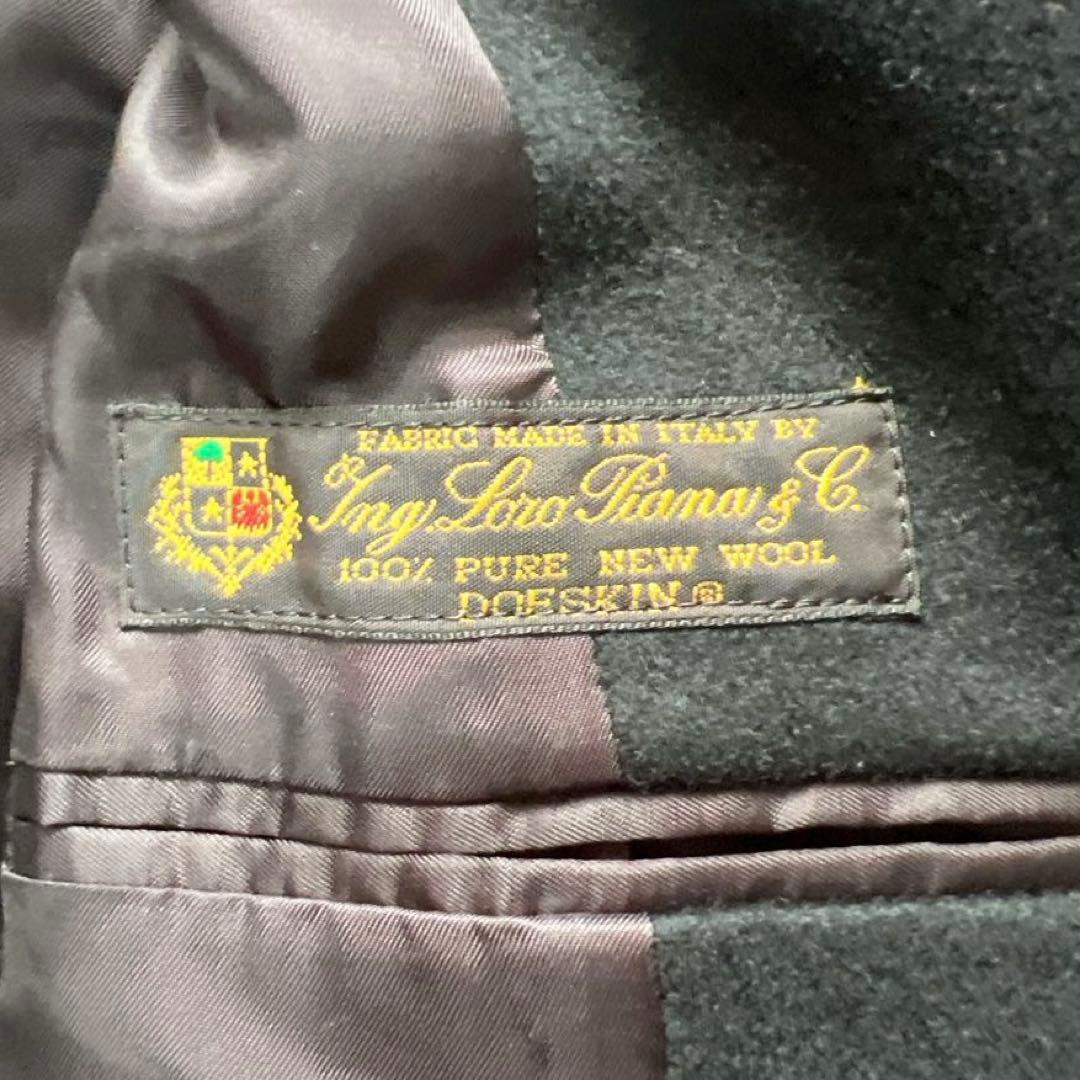 FABRIC MADE IN ITALY BY
Ing. Loro Piana & C.
100% PURE NEW WOOL
DOESKIN ®